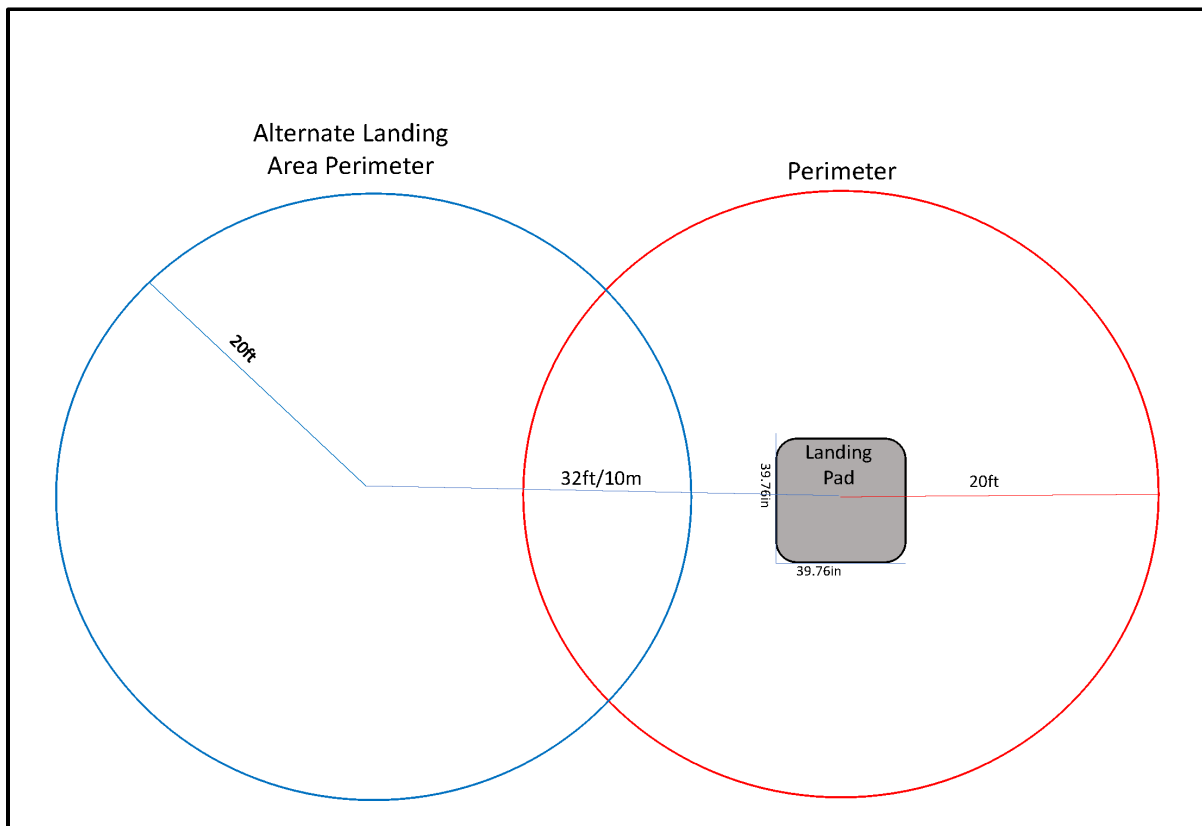 Alternate Landing
Area Perimeter
Perimeter
20ft
Landing
Pad
32ft/10m
39.76in
20ft
39.76in